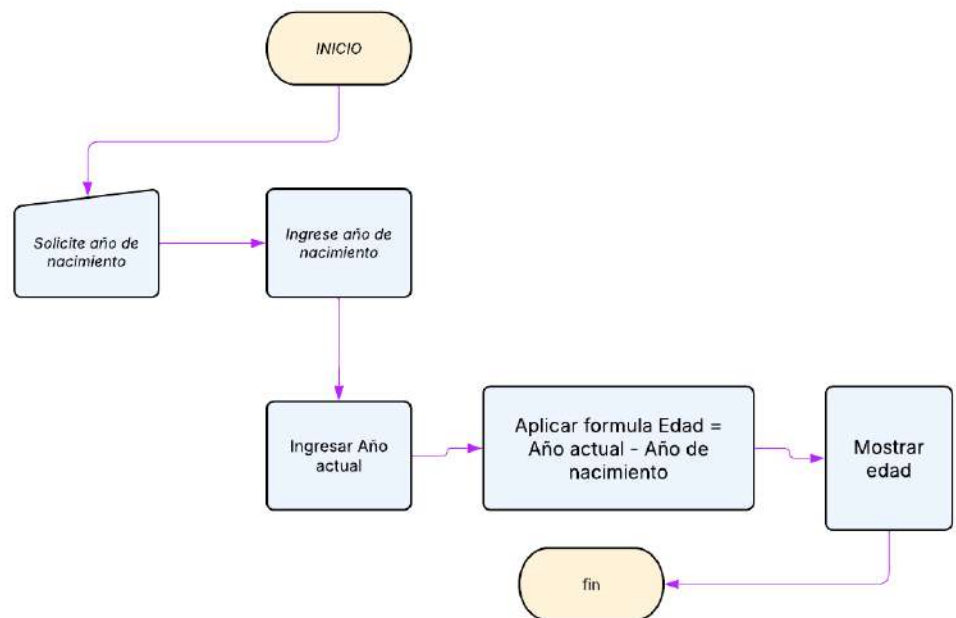 INICIO
Solicite año de
nacimiento
Ingrese año de
nacimiento
Ingresar Año
actual
Aplicar formula Edad =
Año actual - Año de
nacimiento
Mostrar
edad
fin